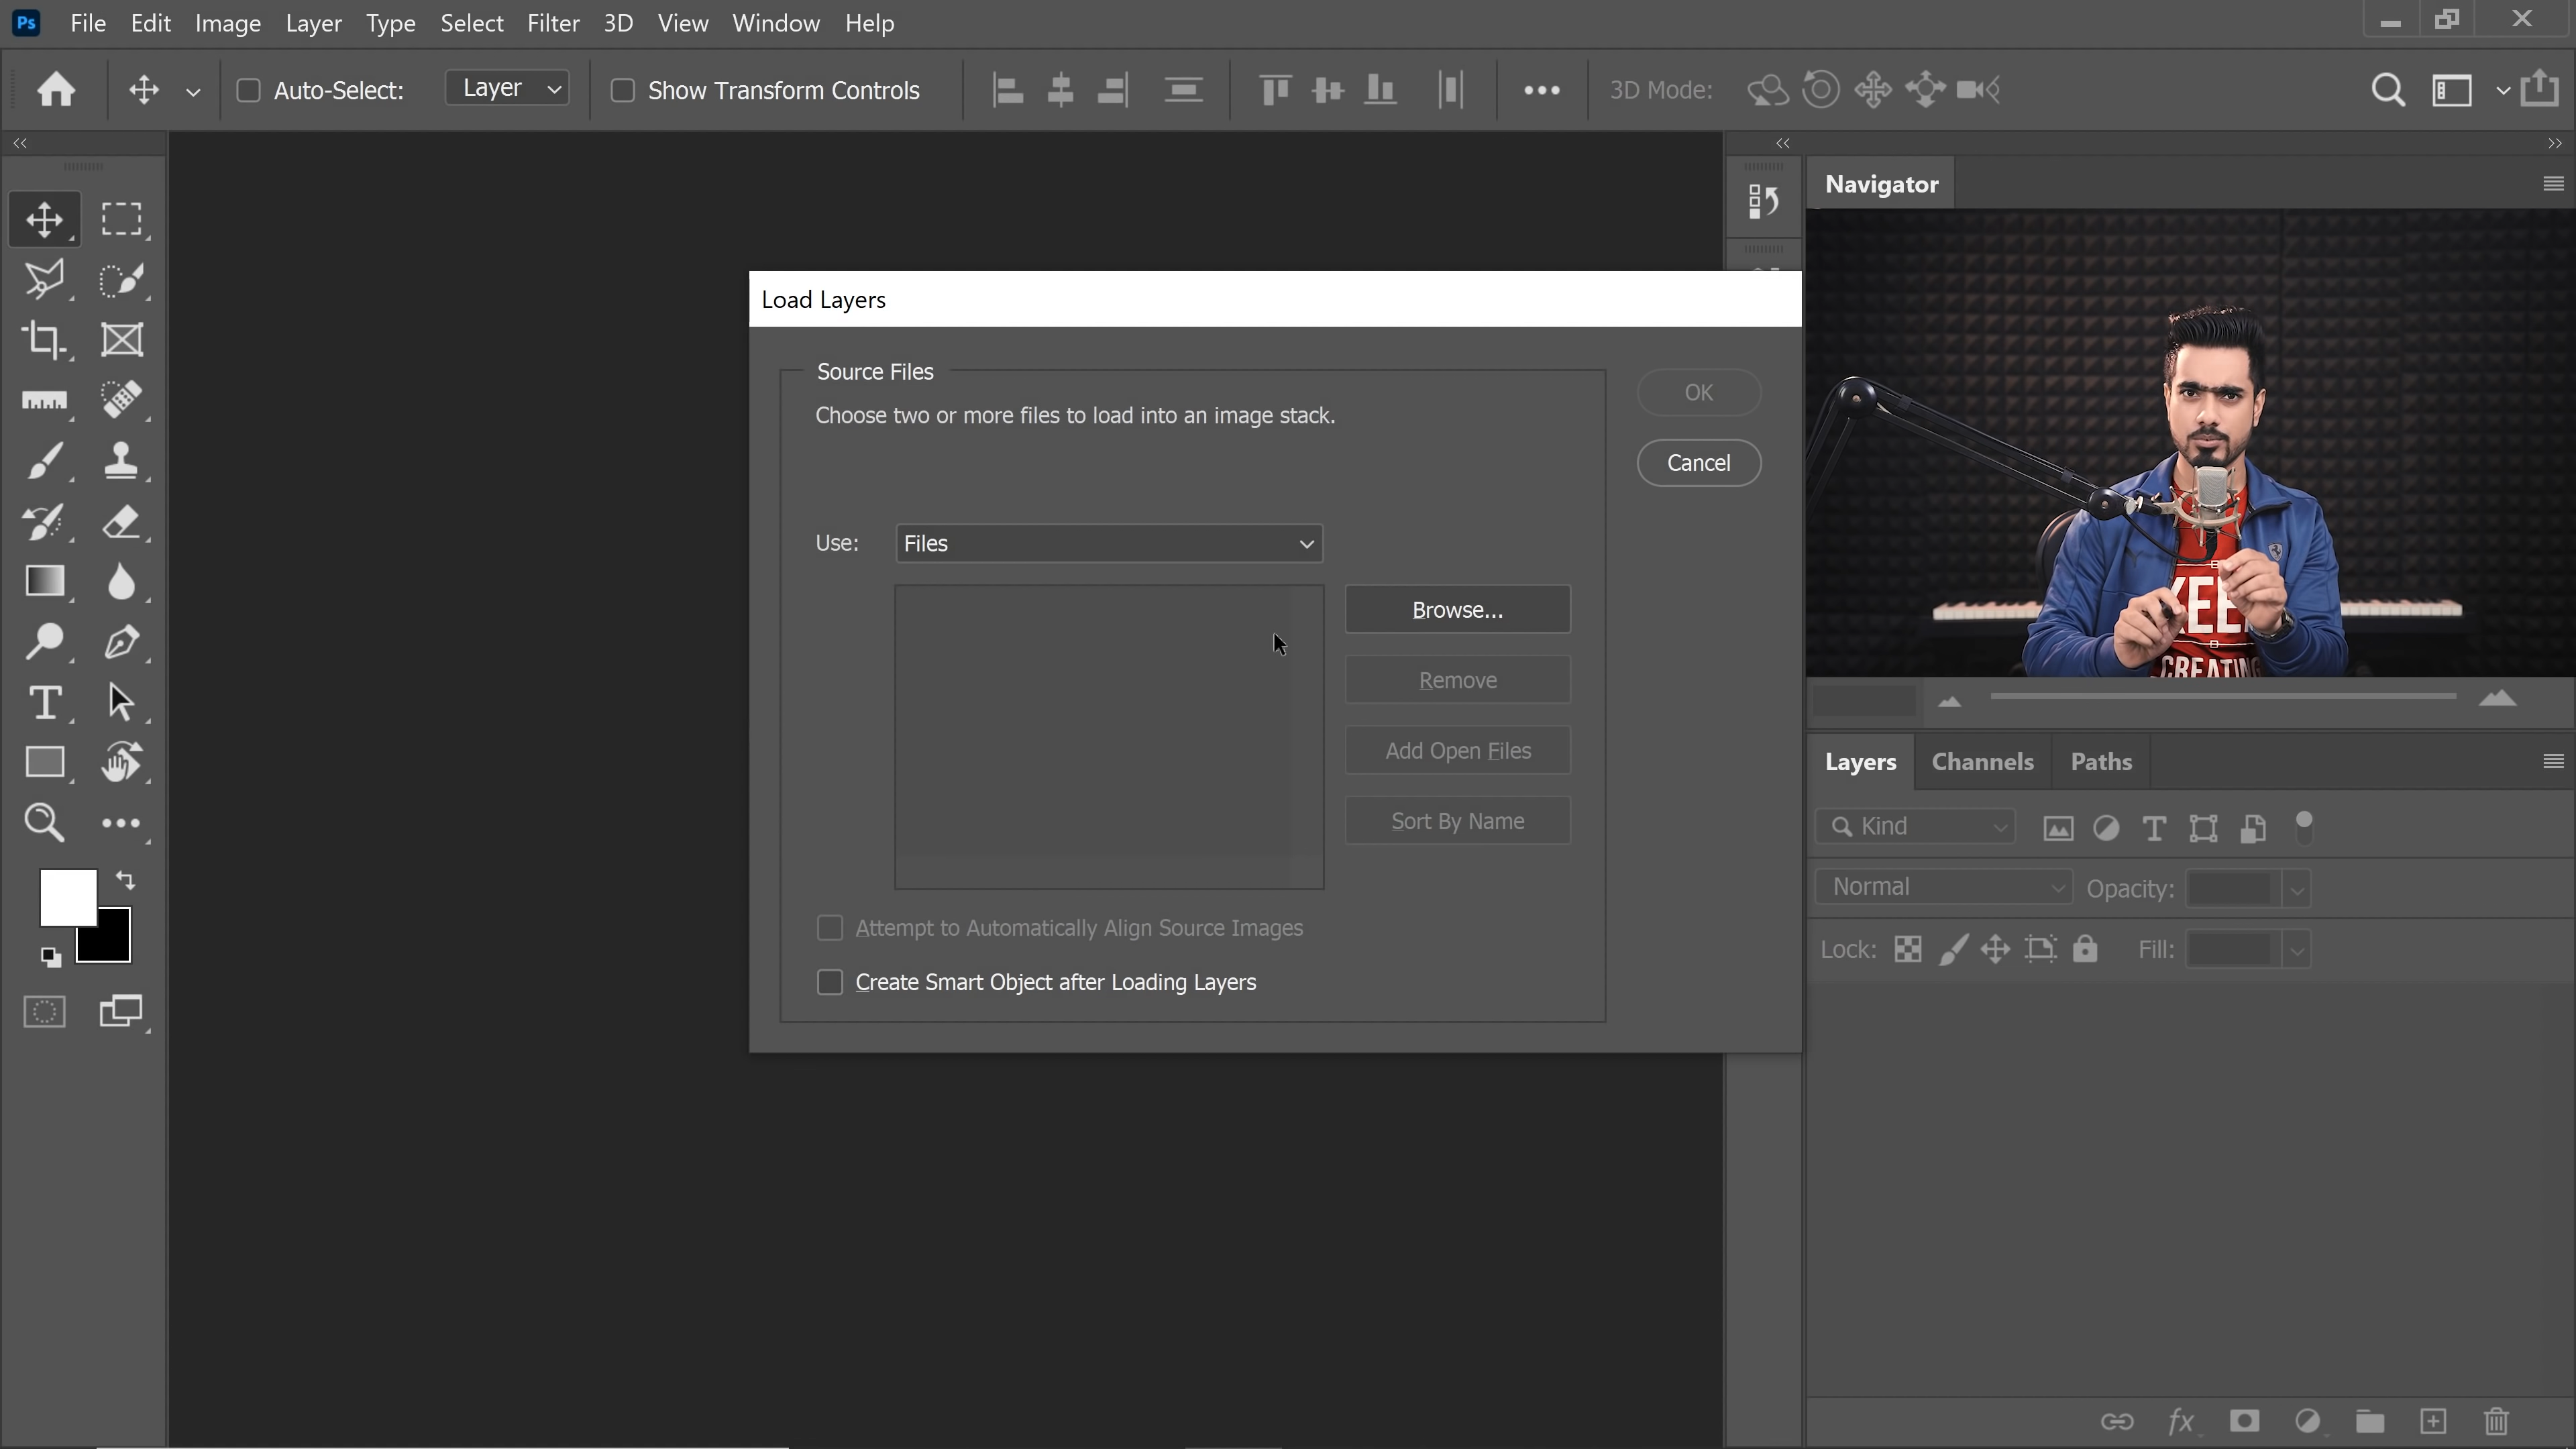 Ps File Edit Image Layer Type Select Filter 3D View Window Help
Auto-Select: Layer Show Transform Controls 3D Mode:
Navigator
Load Layers
Source Files
Choose two or more files to load into an image stack.
OK
Cancel
Use: Files
Browse...
Remove
Add Open Files
Sort By Name
Attempt to Automatically Align Source Images
Create Smart Object after Loading Layers
KEE
CREATING
Layers Channels Paths
Kind
Normal Opacity:
Lock: Fill:
fx